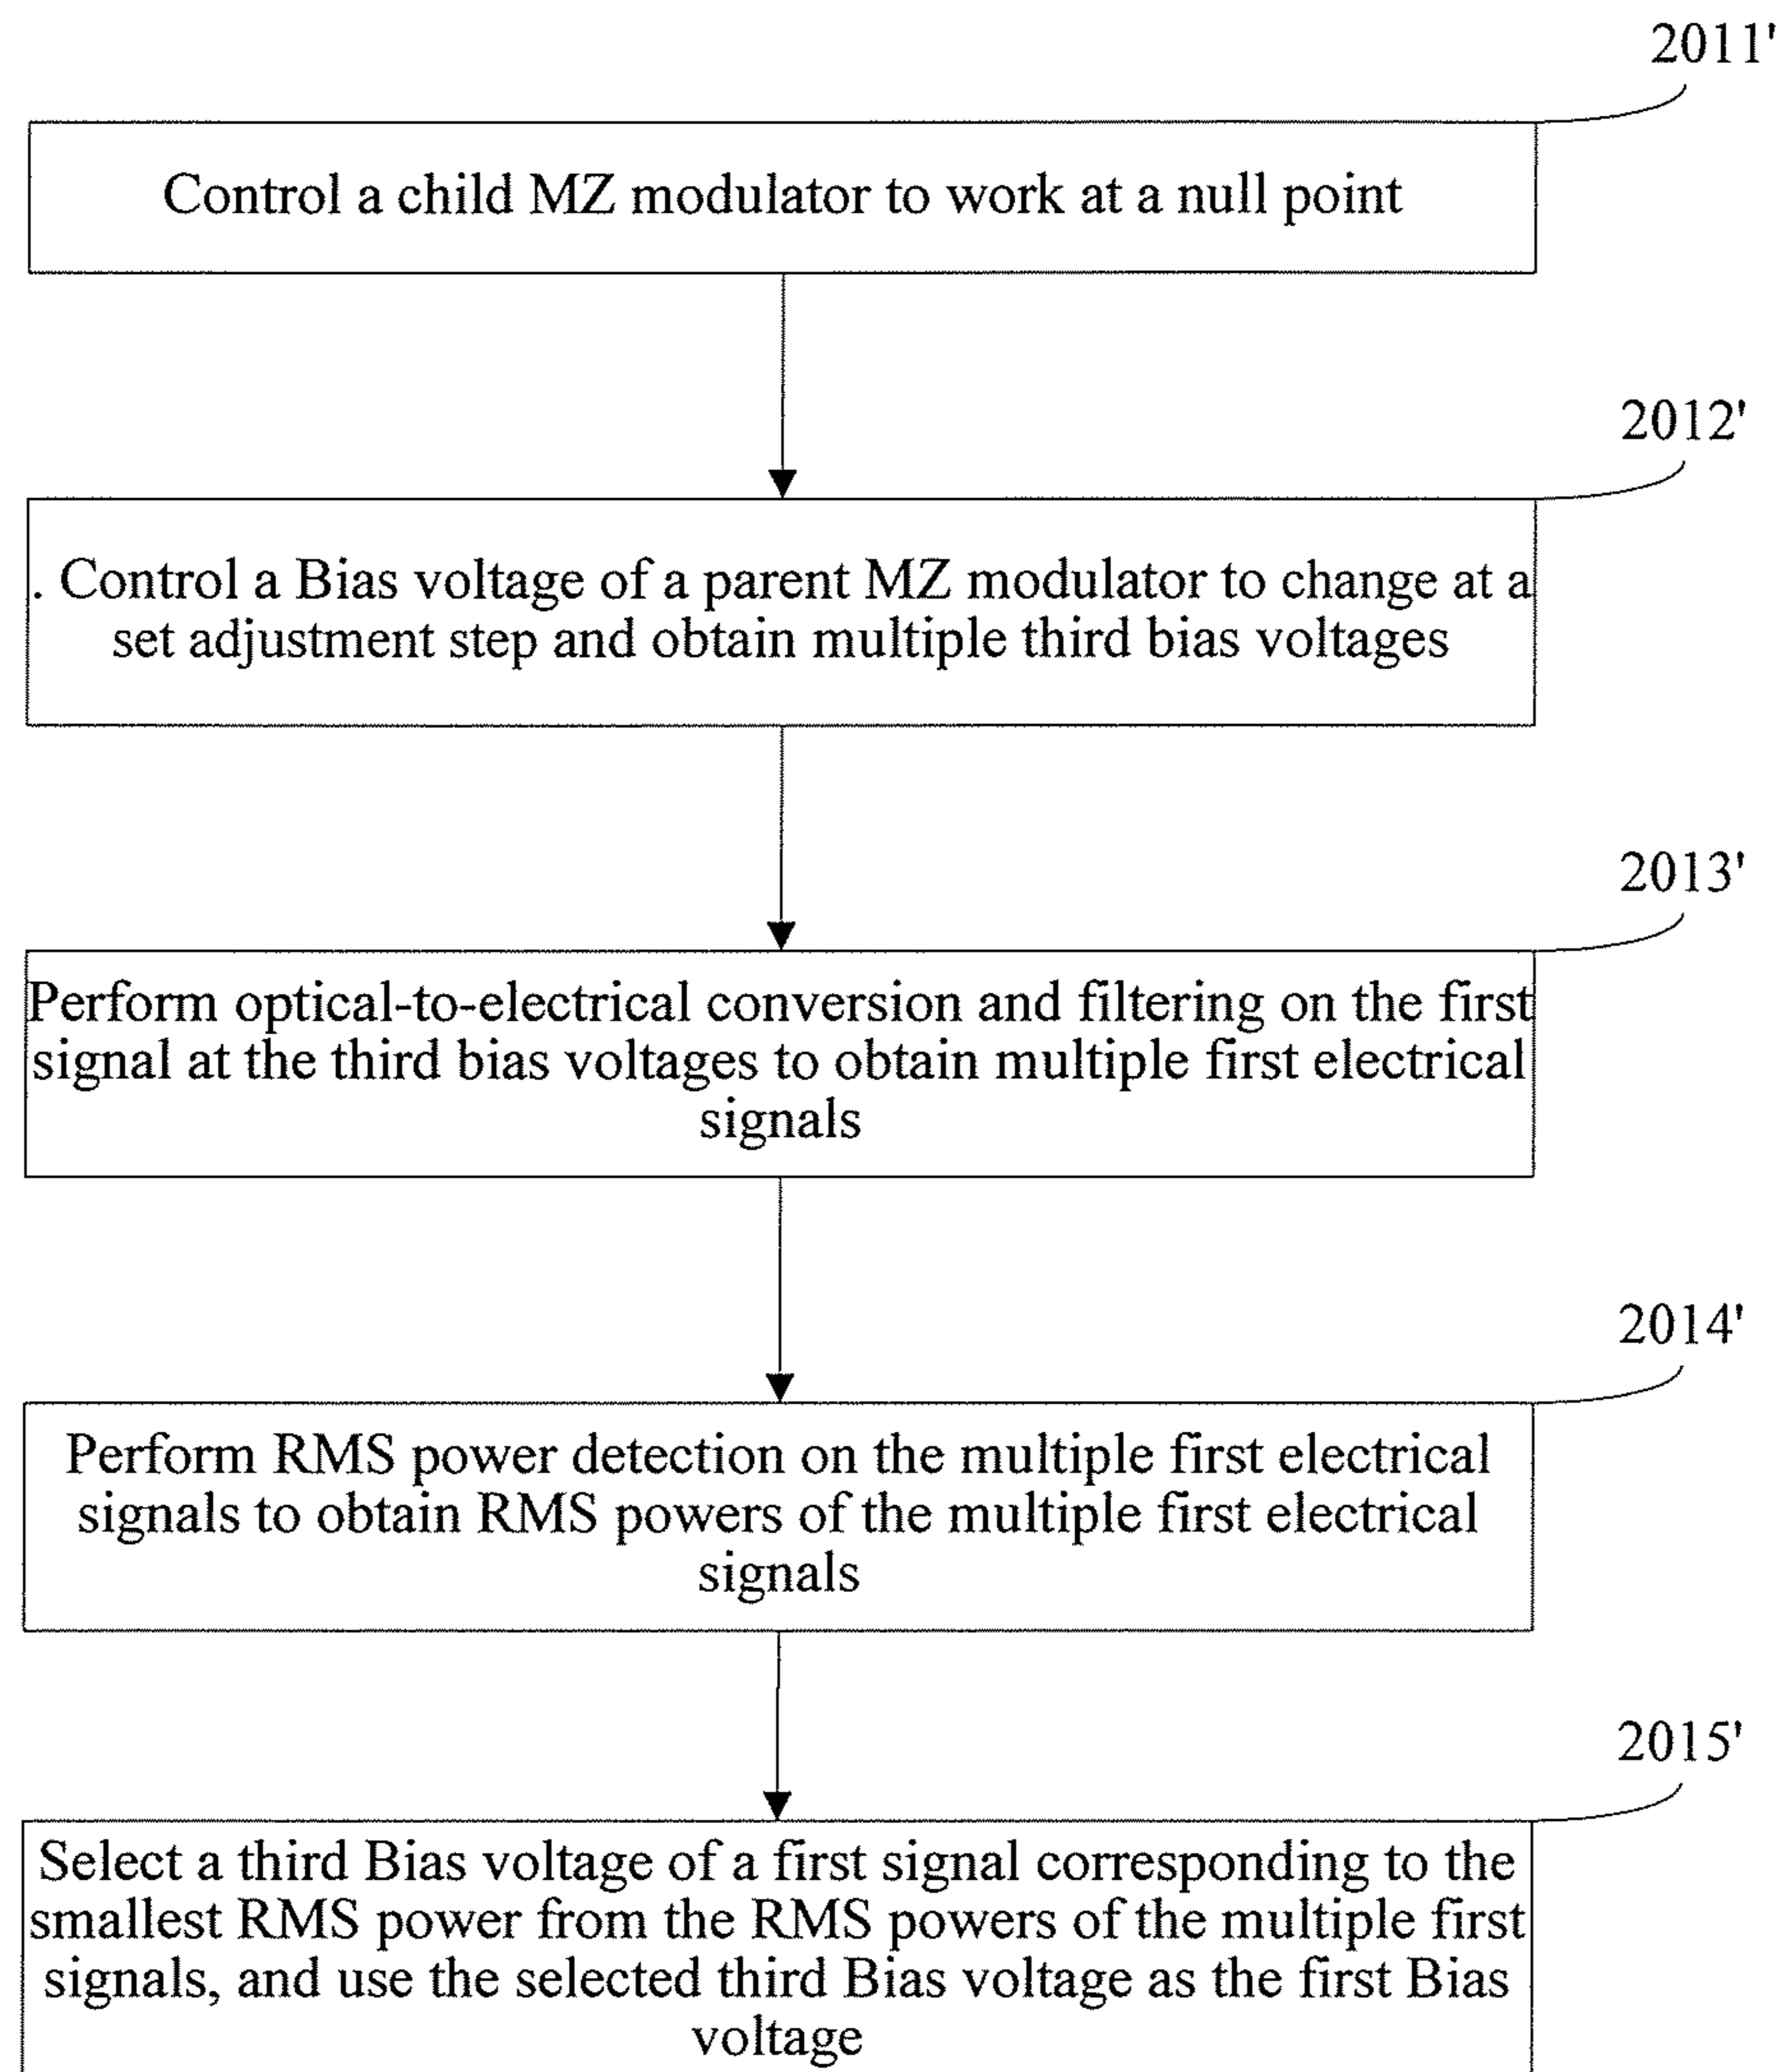 2011'
Control a child MZ modulator to work at a null point
2012'
. Control a Bias voltage of a parent MZ modulator to change at a
set adjustment step and obtain multiple third bias voltages
2013'
Perform optical-to-electrical conversion and filtering on the first
signal at the third bias voltages to obtain multiple first electrical
signals
2014'
Perform RMS power detection on the multiple first electrical
signals to obtain RMS powers of the multiple first electrical
signals
2015'
Select a third Bias voltage of a first signal corresponding to the
smallest RMS power from the RMS powers of the multiple first
signals, and use the selected third Bias voltage as the first Bias
voltage